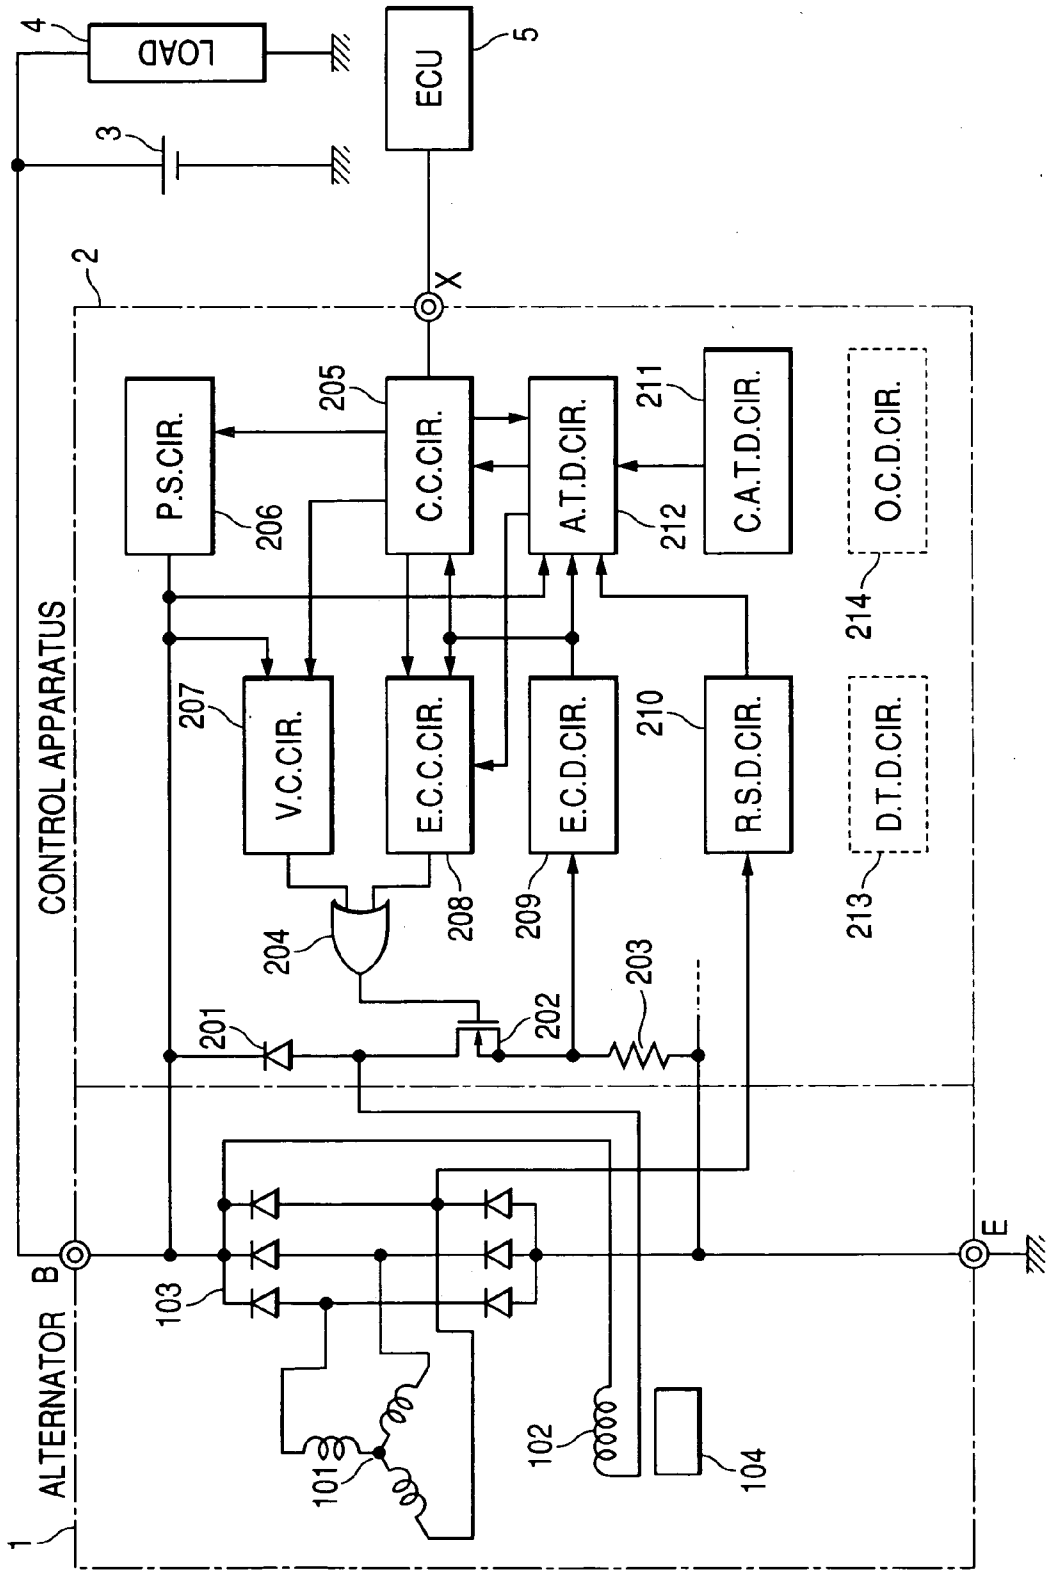 1
ALTERNATOR
B
CONTROL APPARATUS
2
3
4
LOAD
ECU
5
X
P.S.CIR.
206
C.C.CIR.
205
A.T.D.CIR.
212
C.A.T.D.CIR.
211
O.C.D.CIR.
214
V.C.CIR.
207
E.C.C.CIR.
208
E.C.D.CIR.
209
R.S.D.CIR.
210
D.T.D.CIR.
213
204
201
202
203
103
101
102
104
E